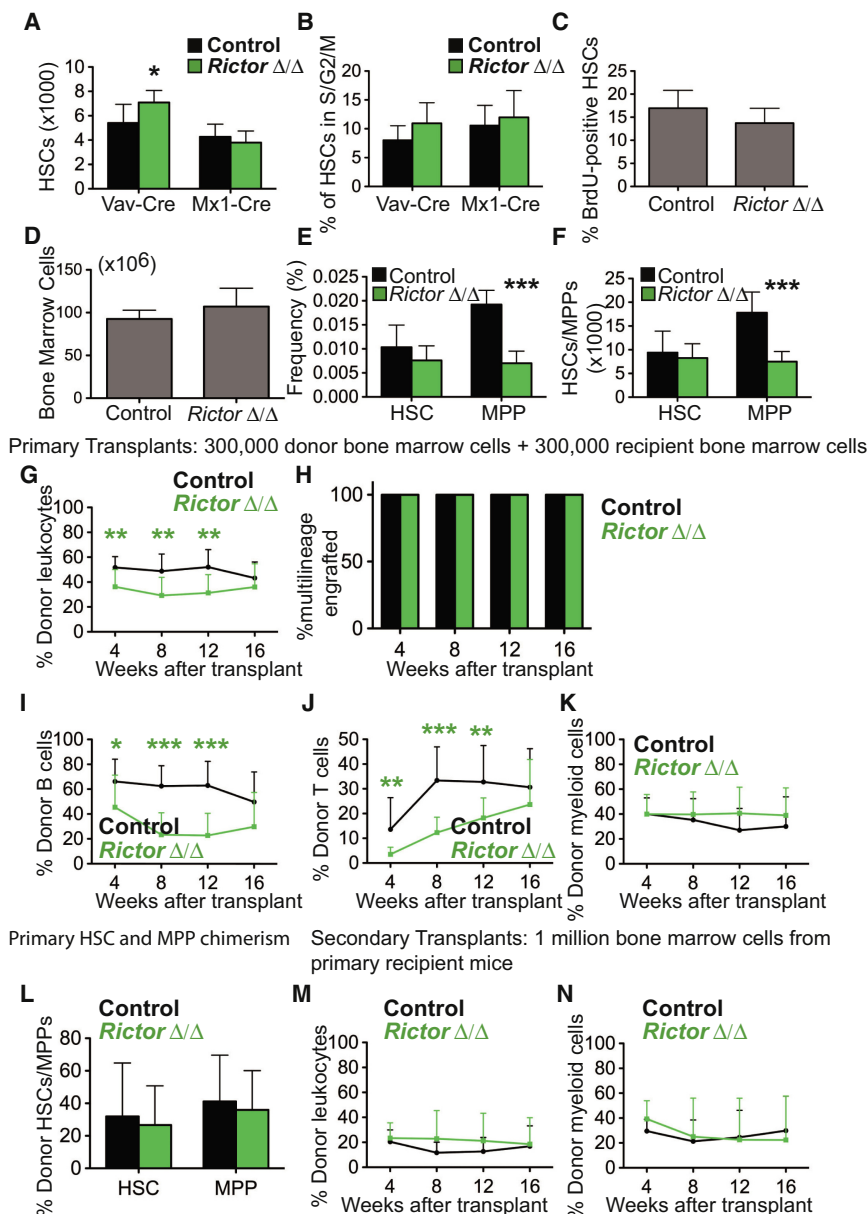 A
Control
Rictor Δ/Δ
HSCs (x1000)
10
8
6
4
2
0
*
Vav-Cre
Mx1-Cre
B
Control
Rictor Δ/Δ
% of HSCs in S/G2/M
20
15
10
5
0
Vav-Cre
Mx1-Cre
C
% BrdU-positive HSCs
25
20
15
10
5
0
Control
Rictor Δ/Δ
D
(x10⁶)
Bone Marrow Cells
150
100
50
0
Control
Rictor Δ/Δ
E
Control
Rictor Δ/Δ
Frequency (%)
0.025
0.020
0.015
0.010
0.005
0.000
***
HSC
MPP
F
Control
Rictor Δ/Δ
HSCs/MPPs
(x1000)
25
20
15
10
5
0
***
HSC
MPP
Primary Transplants: 300,000 donor bone marrow cells + 300,000 recipient bone marrow cells
G
Control
Rictor Δ/Δ
% Donor leukocytes
100
80
60
40
20
0
** ** **
4 8 12 16
Weeks after transplant
H
Control
Rictor Δ/Δ
%multilineage
engrafted
100
50
0
4 8 12 16
Weeks after transplant
I
% Donor B cells
100
80
60
40
20
0
* *** ***
Control
Rictor Δ/Δ
4 8 12 16
Weeks after transplant
J
% Donor T cells
50
40
30
20
10
0
** *** **
Control
Rictor Δ/Δ
4 8 12 16
Weeks after transplant
K
Control
Rictor Δ/Δ
% Donor myeloid cells
100
80
60
40
20
0
4 8 12 16
Weeks after transplant
Primary HSC and MPP chimerism
Secondary Transplants: 1 million bone marrow cells from
primary recipient mice
L
Control
Rictor Δ/Δ
% Donor HSCs/MPPs
80
60
40
20
0
HSC
MPP
M
Control
Rictor Δ/Δ
% Donor leukocytes
100
80
60
40
20
0
4 8 12 16
Weeks after transplant
N
Control
Rictor Δ/Δ
% Donor myeloid cells
100
80
60
40
20
0
4 8 12 16
Weeks after transplant